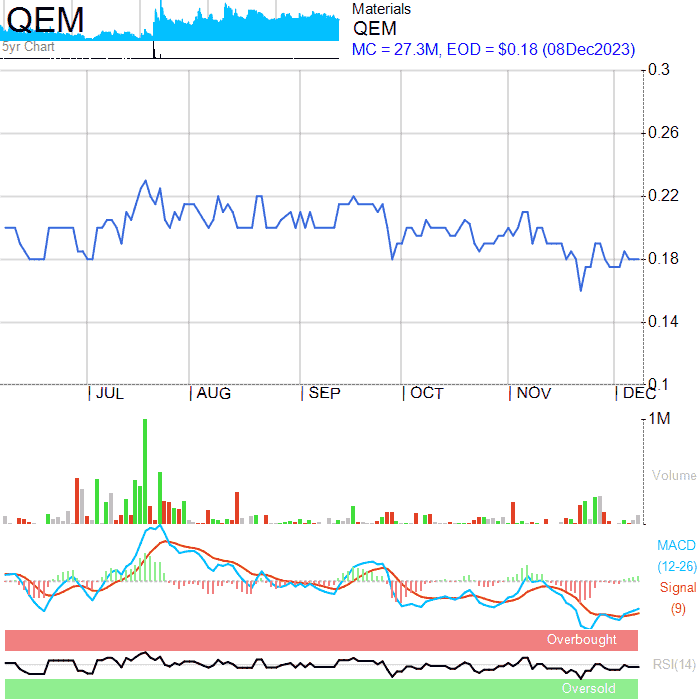 QEM
5yr Chart
Materials
QEM
MC = 27.3M, EOD = $0.18 (08Dec2023)
0.3
0.26
0.22
0.18
0.14
0.1
JUL AUG SEP OCT NOV DEC
1M
Volume
MACD
(12-26)
Signal
(9)
Overbought
RSI(14)
Oversold